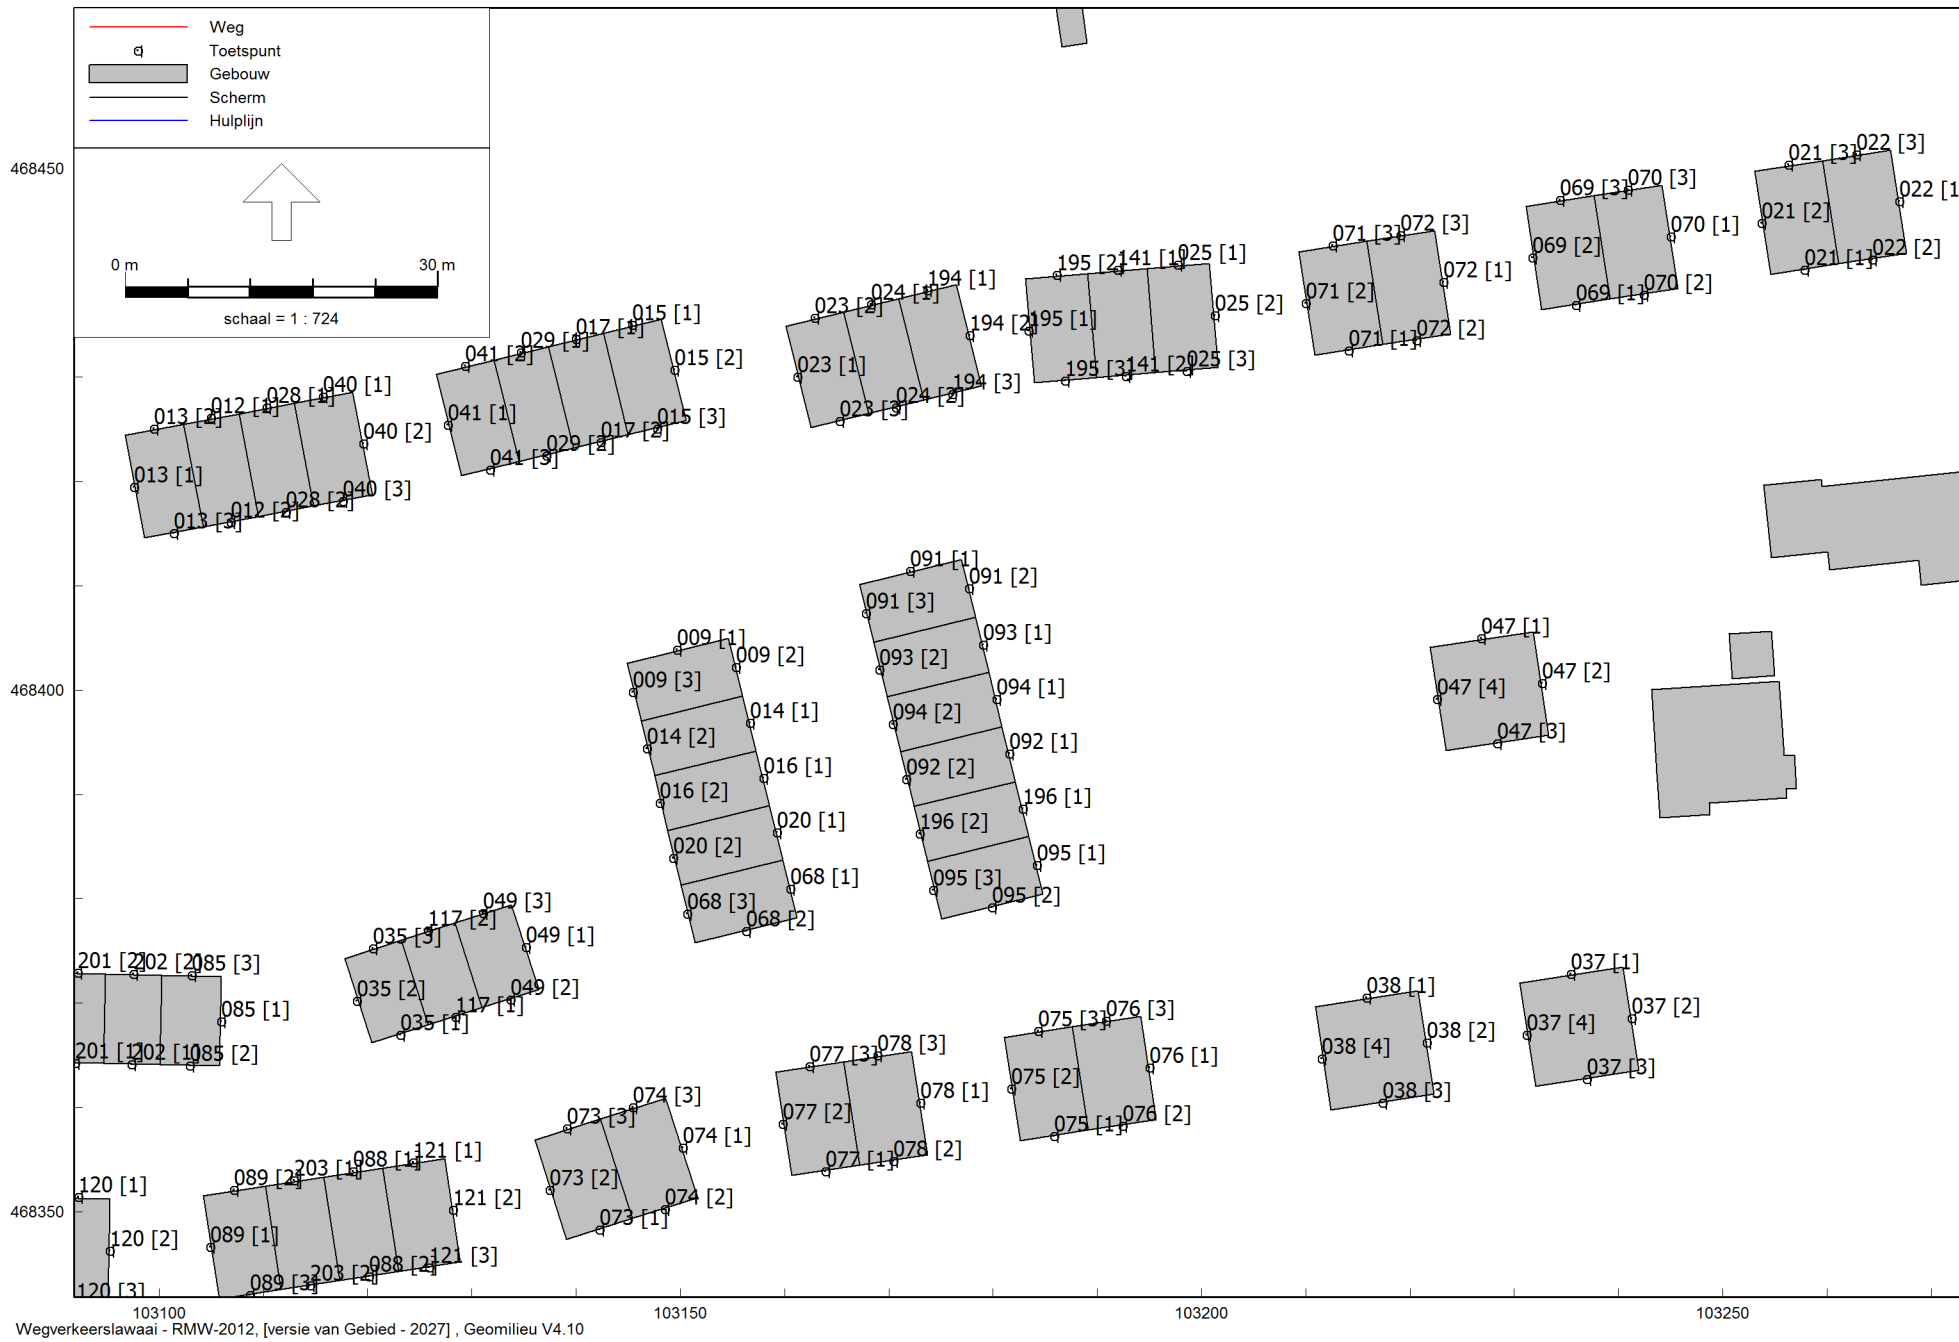 Weg
Toetspunt
Gebouw
Scherm
Hulplijn
0 m 30 m
schaal = 1 : 724
468450
468400
468350
021 [3] 022 [3]
069 [3] 070 [3] 022 [1
021 [2]
071 [3] 072 [3] 069 [2] 070 [1]
195 [2] 141 [1] 025 [1] 021 [1] 022 [2]
023 [2] 024 [1] 194 [1] 072 [1]
071 [2] 069 [1] 070 [2]
041 [2] 029 [1] 017 [1] 015 [1] 194 [2] 195 [1] 025 [2]
023 [1] 015 [2] 071 [1] 072 [2]
013 [2] 012 [1] 028 [1] 040 [1] 195 [3] 141 [2] 025 [3]
041 [1] 023 [3] 024 [2] 194 [3]
040 [2] 029 [2] 017 [2] 015 [3]
013 [1] 041 [3]
013 [3] 012 [2] 028 [2] 040 [3]
091 [1]
091 [3] 091 [2]
009 [1] 093 [1] 047 [1]
009 [3] 009 [2] 093 [2]
094 [1] 047 [4] 047 [2]
014 [2] 014 [1] 094 [2]
092 [1] 047 [3]
016 [2] 016 [1] 092 [2]
196 [1]
020 [2] 020 [1] 196 [2]
095 [1]
068 [3] 068 [1] 095 [3]
068 [2] 095 [2]
035 [3] 117 [2] 049 [3]
049 [1]
201 [2] 202 [2] 085 [3] 037 [1]
035 [2] 117 [1] 049 [2] 038 [1]
085 [1] 035 [1] 075 [3] 076 [3] 037 [4] 037 [2]
201 [1] 202 [1] 085 [2] 077 [3] 078 [3] 076 [1] 038 [4] 038 [2]
075 [2] 037 [3]
073 [3] 074 [3] 077 [2] 078 [1] 038 [3]
074 [1] 075 [1] 076 [2]
089 [2] 203 [1] 088 [1] 121 [1] 077 [1] 078 [2]
120 [1] 073 [2]
121 [2] 073 [1] 074 [2]
120 [2] 089 [1]
120 [3] 089 [3] 203 [2] 088 [2] 121 [3]
103100 103150 103200 103250
Wegverkeerslawaai - RMW-2012, [versie van Gebied - 2027] , Geomilieu V4.10